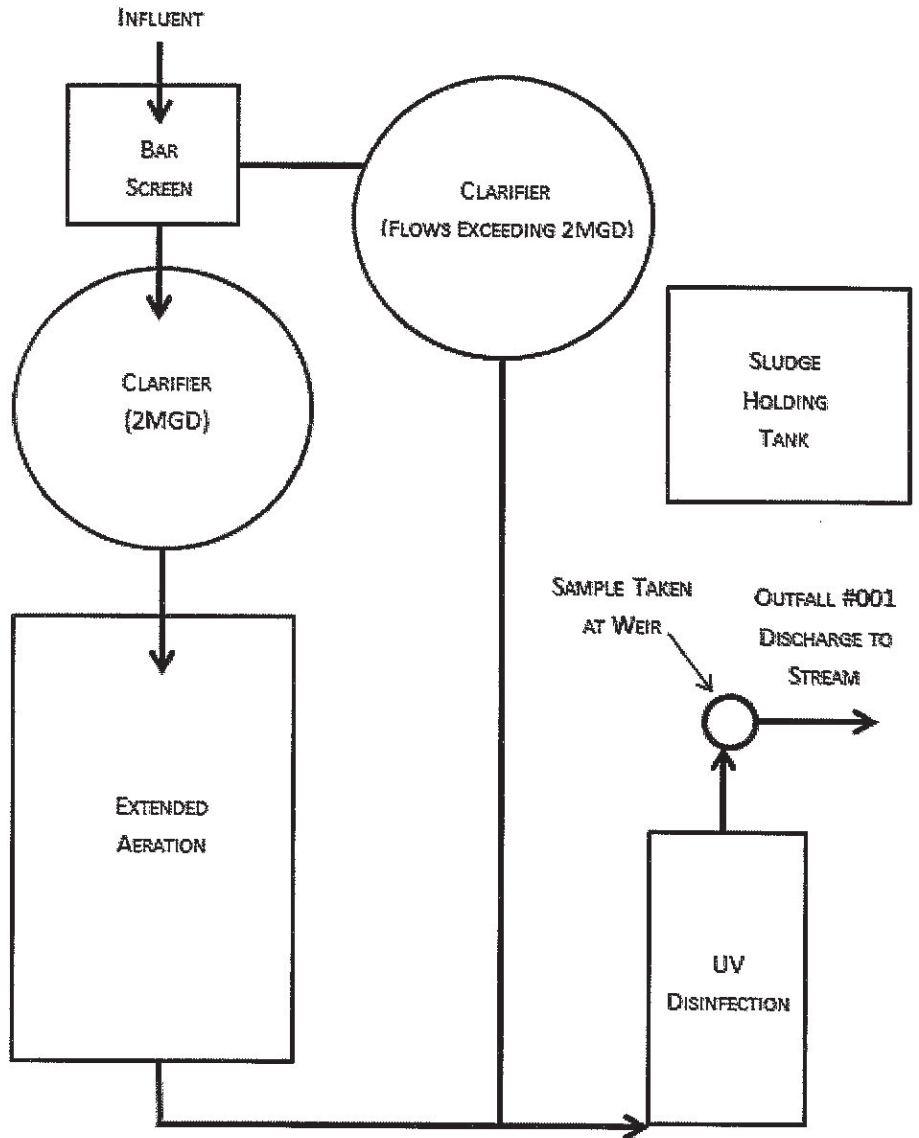 INFLUENT
BAR
SCREEN
CLARIFIER
(FLOWS EXCEEDING 2MGD)
CLARIFIER
(2MGD)
SLUDGE
HOLDING
TANK
SAMPLE TAKEN
AT WEIR
OUTFALL #001
DISCHARGE TO
STREAM
EXTENDED
AERATION
UV
DISINFECTION